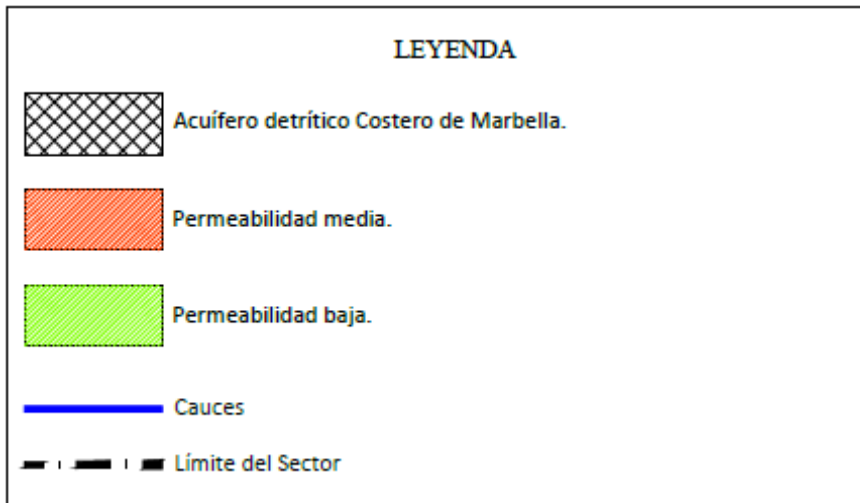 LEYENDA
Acuífero detrítico Costero de Marbella.
Permeabilidad media.
Permeabilidad baja.
Cauces
Límite del Sector